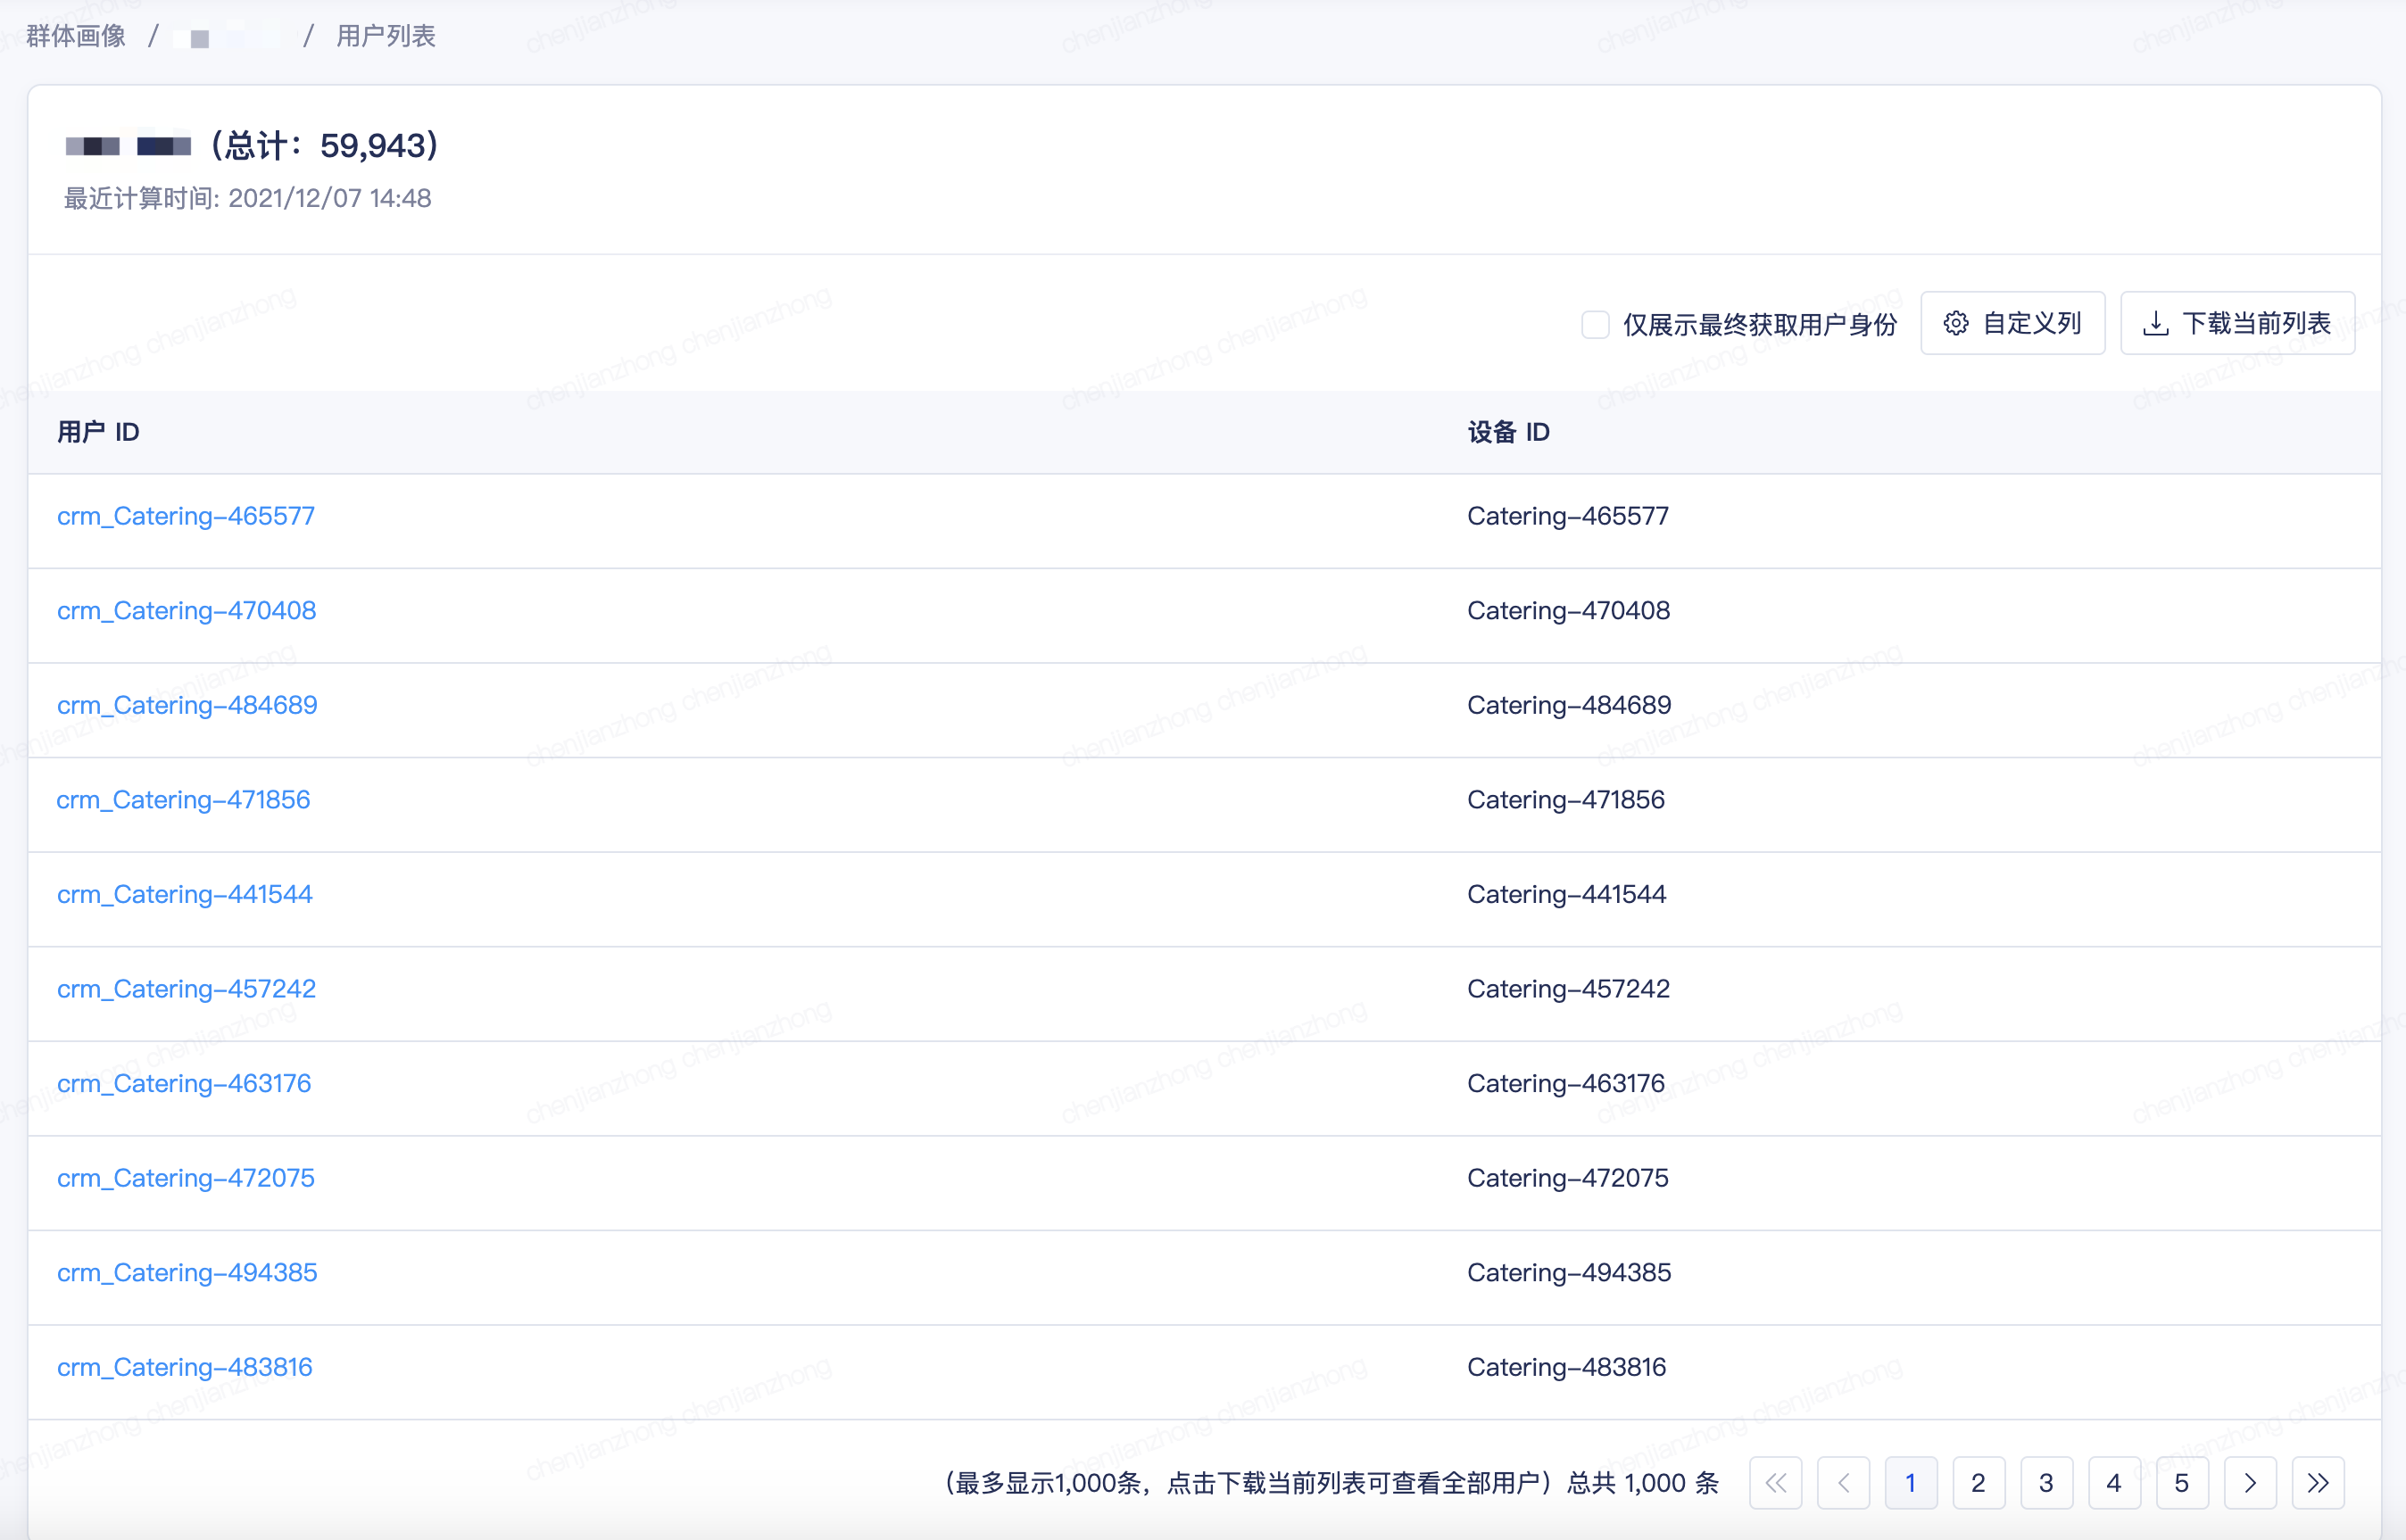 群体画像 / / 用户列表
（总计：59,943）
最近计算时间: 2021/12/07 14:48
仅展示最终获取用户身份 自定义列 下载当前列表
用户 ID 设备 ID
crm_Catering-465577 Catering-465577
crm_Catering-470408 Catering-470408
crm_Catering-484689 Catering-484689
crm_Catering-471856 Catering-471856
crm_Catering-441544 Catering-441544
crm_Catering-457242 Catering-457242
crm_Catering-463176 Catering-463176
crm_Catering-472075 Catering-472075
crm_Catering-494385 Catering-494385
crm_Catering-483816 Catering-483816
（最多显示1,000条，点击下载当前列表可查看全部用户）总共 1,000 条 1 2 3 4 5
chenjianzhong chenjianzhong